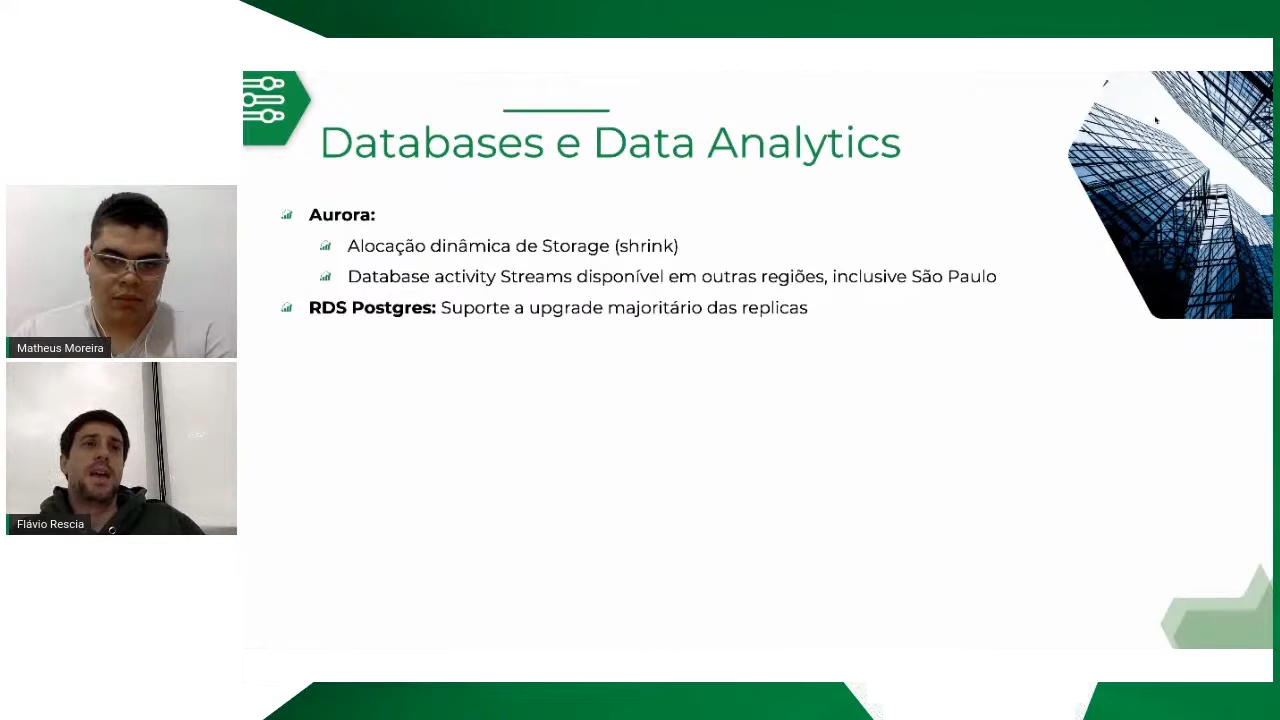 Databases e Data Analytics
Aurora:
Alocação dinâmica de Storage (shrink)
Database activity Streams disponível em outras regiões, inclusive São Paulo
RDS Postgres: Suporte a upgrade majoritário das replicas
Matheus Moreira
Flávio Rescia